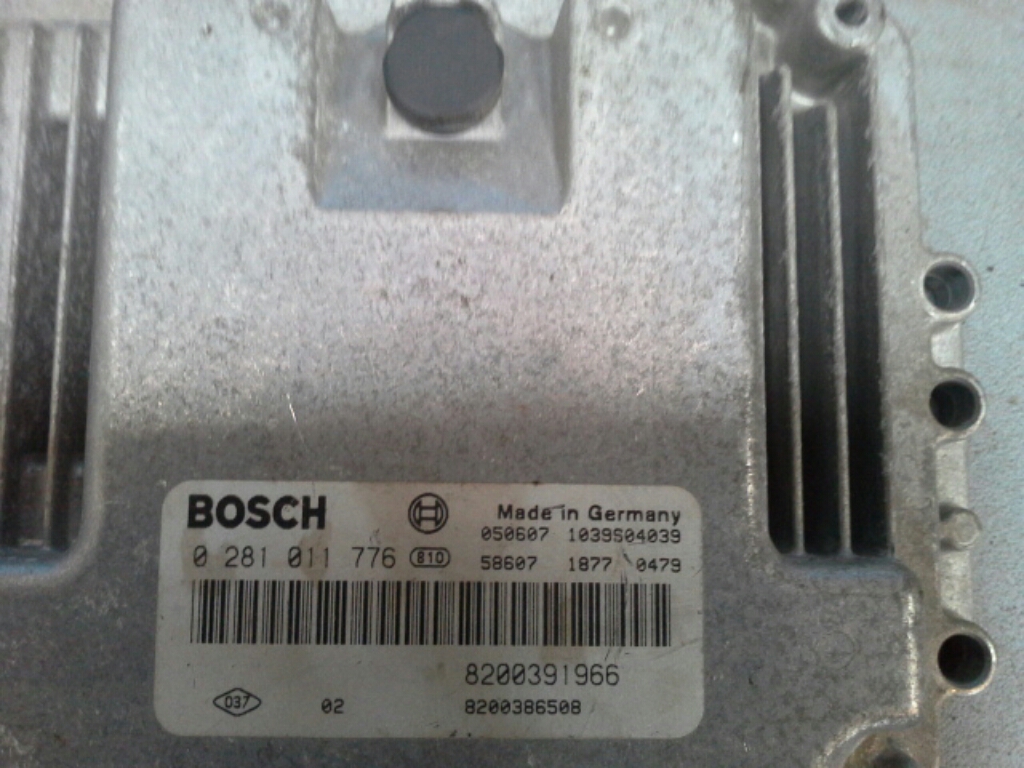 BOSCH
Made in Germany
050607 1039S04039
0 281 011 776 810
58607 1877 0479
8200391966
037 02 8200386508